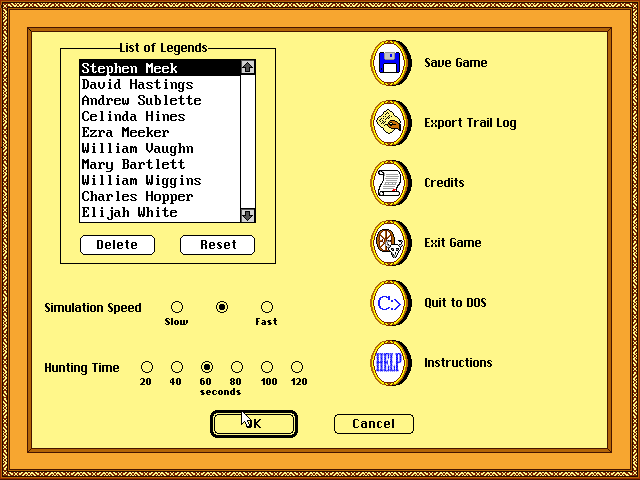 List of Legends
Stephen Meek
David Hastings
Andrew Sublette
Celinda Hines
Ezra Meeker
William Vaughn
Mary Bartlett
William Wiggins
Charles Hopper
Elijah White
Delete Reset
Simulation Speed
Slow Fast
Hunting Time
20 40 60 80 100 120
seconds
OK Cancel
Save Game
Export Trail Log
Credits
Exit Game
C:> Quit to DOS
HELP Instructions